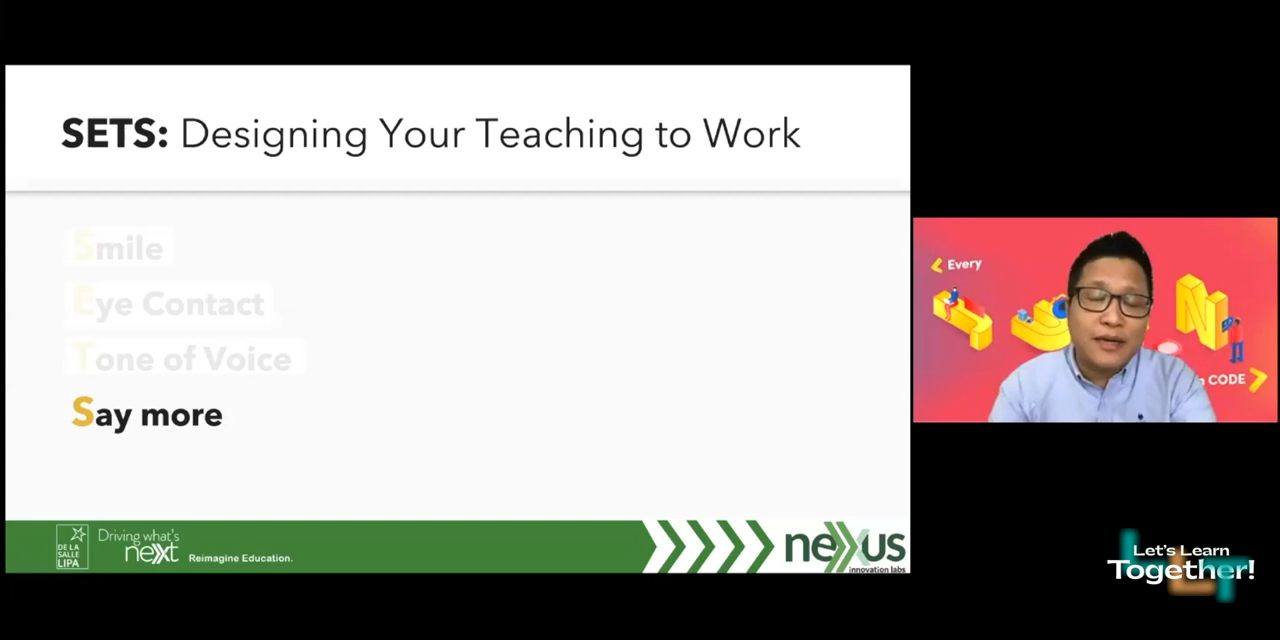 SETS: Designing Your Teaching to Work
Smile
Eye Contact
Tone of Voice
Say more
DE LA
SALLE
LIPA
Driving what's
next
Reimagine Education.
nexus
innovation labs
Every
CODE
Let's Learn
Together!